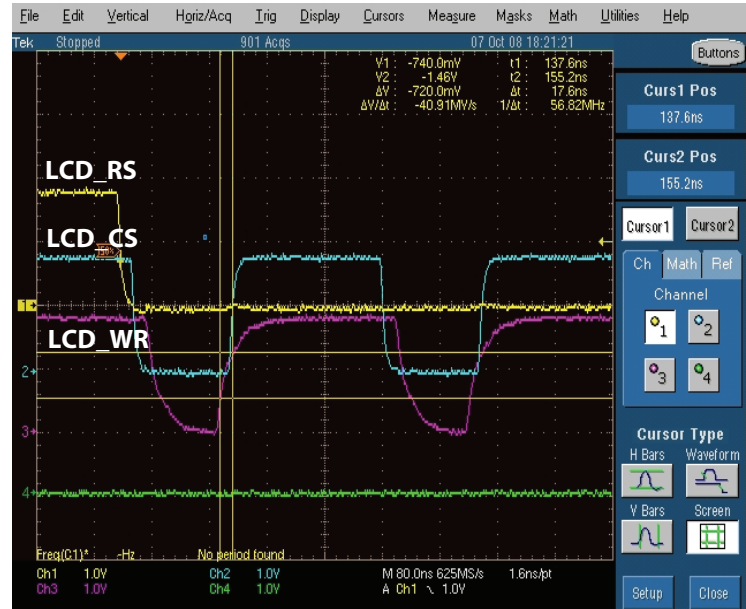 File Edit Vertical Horiz/Acq Trig Display Cursors Measure Masks Math Utilities Help
Tek Stopped 901 Acqs 07 Oct 08 18:21:21
Buttons
V1 : -740.0mV t1 : 137.6ns
V2 : -1.46V t2 : 155.2ns
ΔV : -720.0mV Δt : 17.6ns
ΔV/Δt : -40.91MV/s 1/Δt : 56.82MHz
Curs1 Pos
137.6ns
Curs2 Pos
155.2ns
LCD_RS
Cursor1 Cursor2
LCD_CS
Ch Math Ref
Channel
1
1 2
LCD_WR
2
3 4
3
Cursor Type
H Bars Waveform
4
V Bars Screen
Freq(C1)* -Hz No period found
Ch1 1.0V Ch2 1.0V M 80.0ns 625MS/s 1.6ns/pt
Ch3 1.0V Ch4 1.0V A Ch1 \ 1.0V
Setup Close